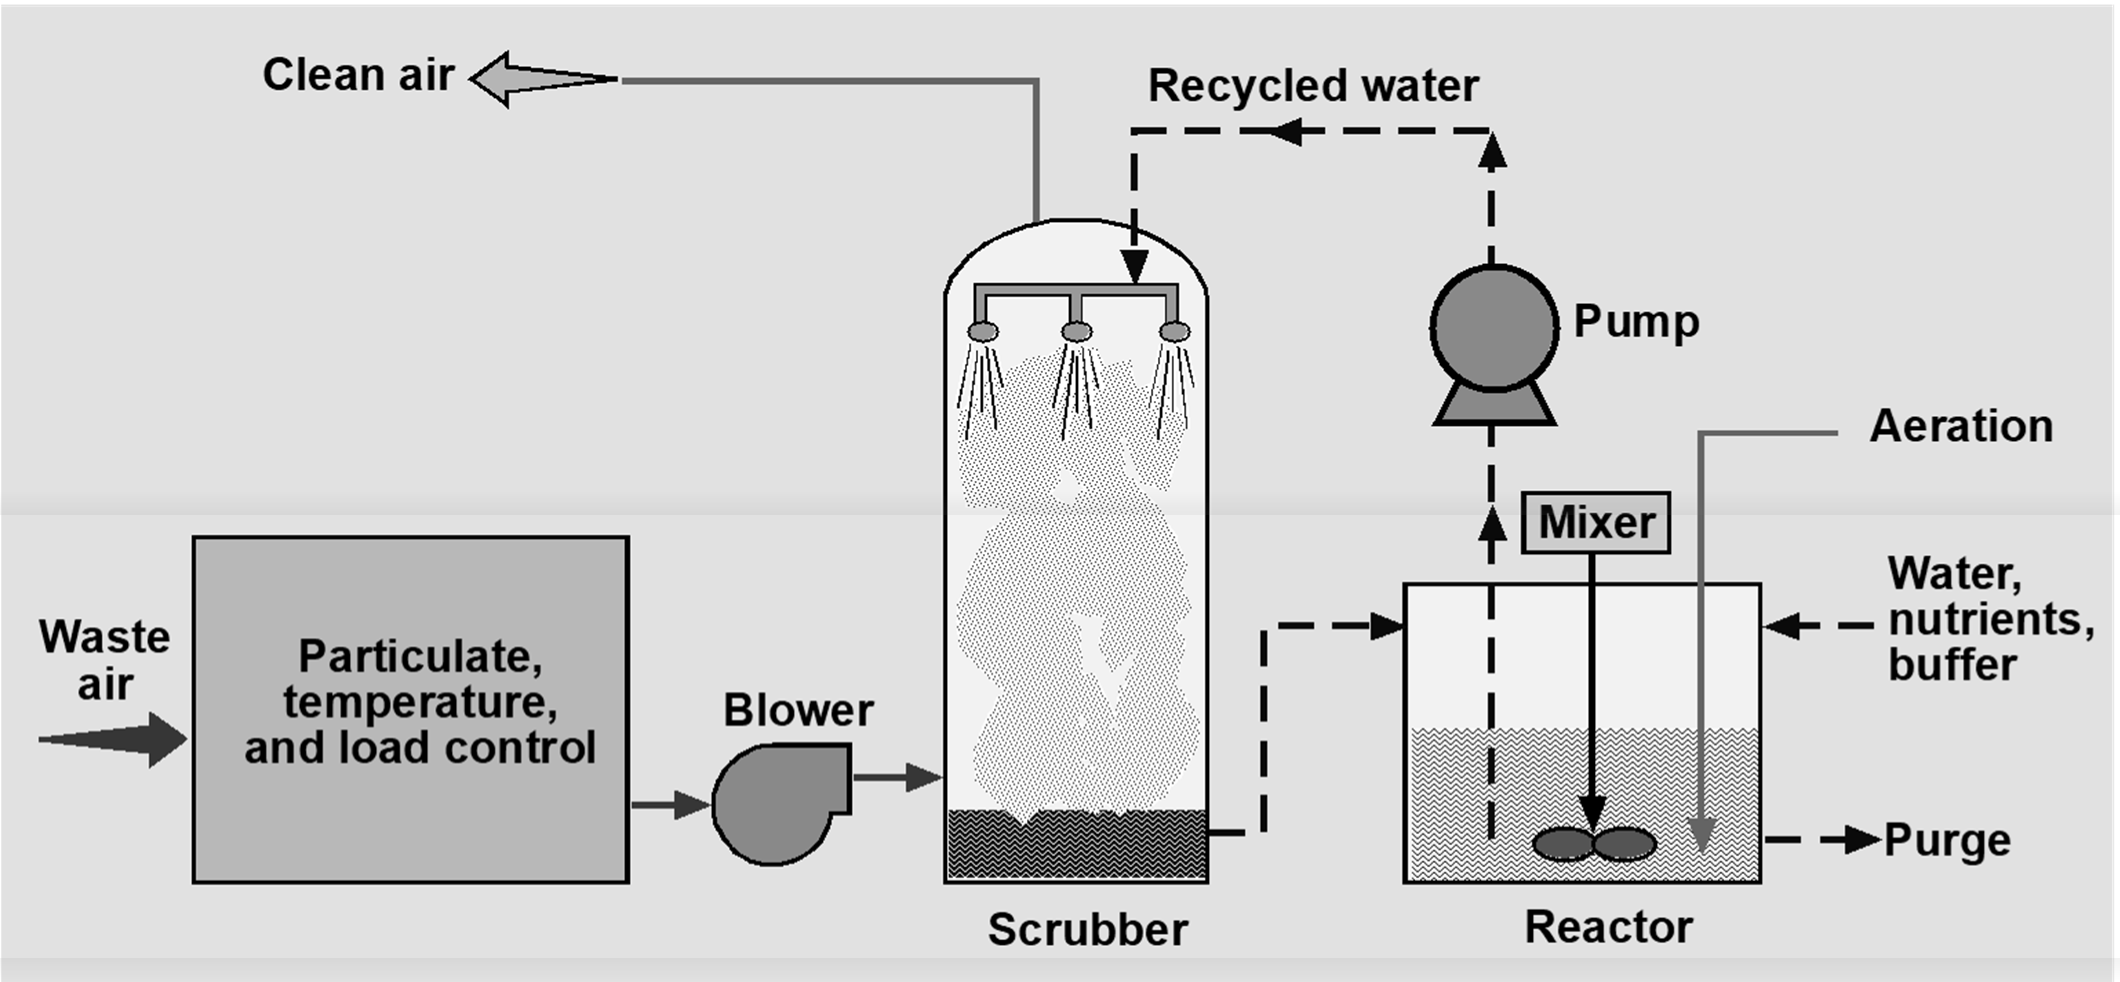 Clean air
Recycled water
Pump
Aeration
Mixer
Water,
nutrients,
buffer
Waste
air
Particulate,
temperature,
and load control
Blower
Purge
Scrubber
Reactor